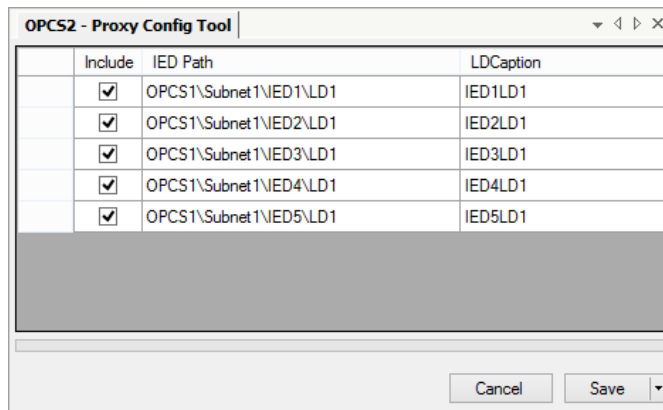 OPCS2 - Proxy Config Tool
Include IED Path LDCaption
OPCS1\Subnet1\IED1\LD1 IED1LD1
OPCS1\Subnet1\IED2\LD1 IED2LD1
OPCS1\Subnet1\IED3\LD1 IED3LD1
OPCS1\Subnet1\IED4\LD1 IED4LD1
OPCS1\Subnet1\IED5\LD1 IED5LD1
Cancel Save